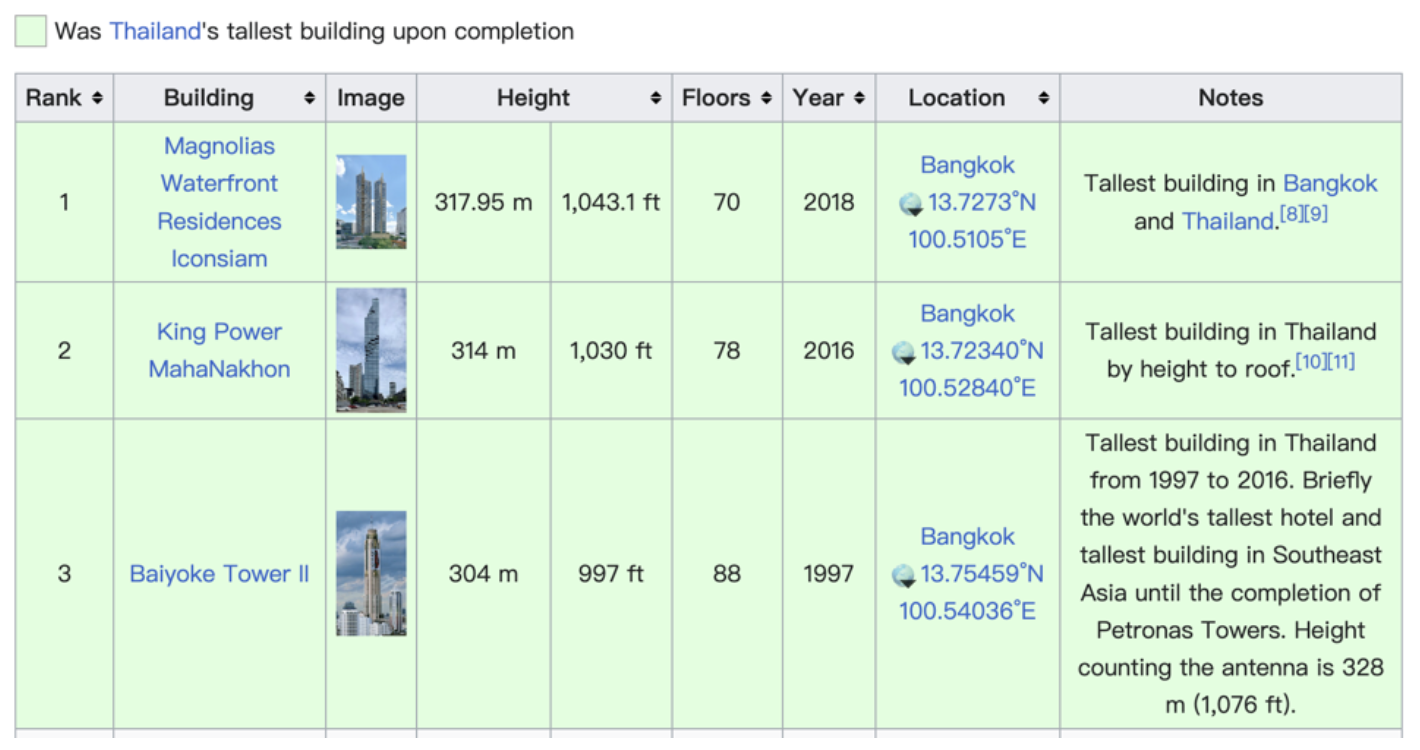 Was Thailand's tallest building upon completion
Rank Building Image Height Floors Year Location Notes
1
Magnolias
Waterfront
Residences
Iconsiam
317.95 m
1,043.1 ft
70
2018
Bangkok
13.7273°N
100.5105°E
Tallest building in Bangkok
and Thailand.[8][9]
2
King Power
MahaNakhon
314 m
1,030 ft
78
2016
Bangkok
13.72340°N
100.52840°E
Tallest building in Thailand
by height to roof.[10][11]
3
Baiyoke Tower II
304 m
997 ft
88
1997
Bangkok
13.75459°N
100.54036°E
Tallest building in Thailand
from 1997 to 2016. Briefly
the world's tallest hotel and
tallest building in Southeast
Asia until the completion of
Petronas Towers. Height
counting the antenna is 328
m (1,076 ft).